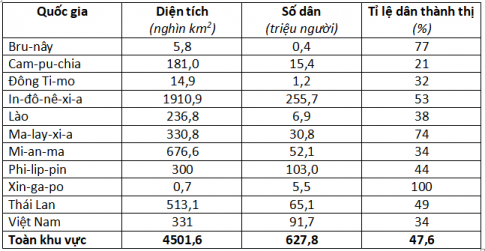 Quốc gia Diện tích Số dân Tỉ lệ dân thành thị
(nghìn km²) (triệu người) (%)
Bru-nây 5,8 0,4 77
Cam-pu-chia 181,0 15,4 21
Đông Ti-mo 14,9 1,2 32
In-đô-nê-xi-a 1910,9 255,7 53
Lào 236,8 6,9 38
Ma-lay-xi-a 330,8 30,8 74
Mi-an-ma 676,6 52,1 34
Phi-lip-pin 300 103,0 44
Xin-ga-po 0,7 5,5 100
Thái Lan 513,1 65,1 49
Việt Nam 331 91,7 34
Toàn khu vực 4501,6 627,8 47,6